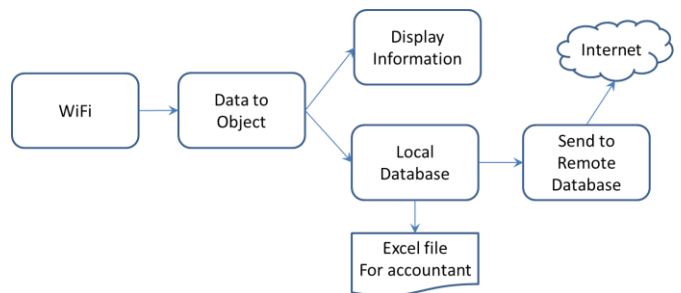 WiFi
Data to
Object
Display
Information
Local
Database
Excel file
For accountant
Send to
Remote
Database
Internet